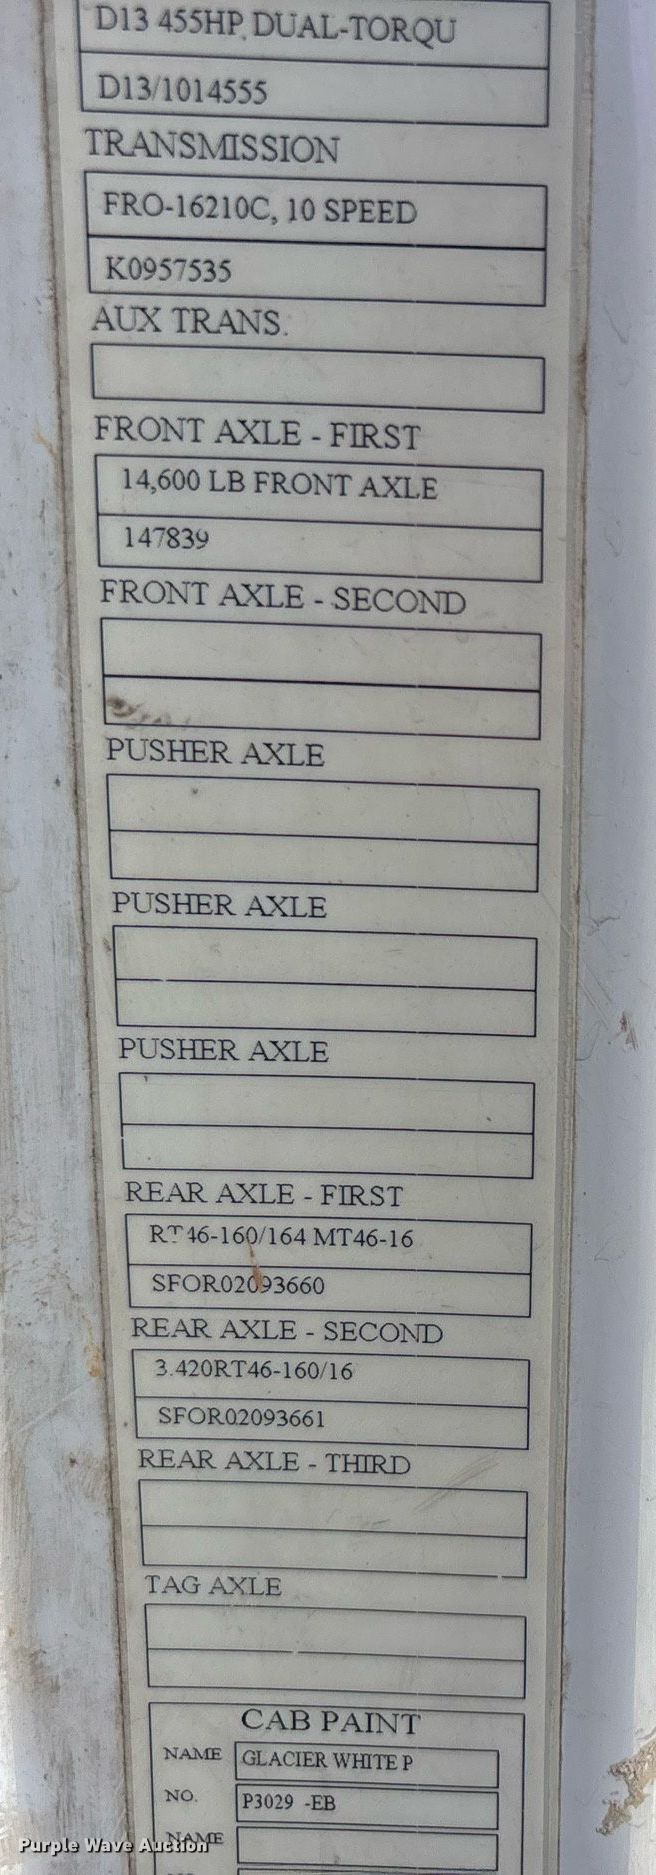 D13 455HP, DUAL-TORQU
D13/1014555
TRANSMISSION
FRO-16210C, 10 SPEED
K0957535
AUX TRANS.
FRONT AXLE - FIRST
14,600 LB FRONT AXLE
147839
FRONT AXLE - SECOND
PUSHER AXLE
PUSHER AXLE
PUSHER AXLE
REAR AXLE - FIRST
RT46-160/164 MT46-16
SFOR02093660
REAR AXLE - SECOND
3.420RT46-160/16
SFOR02093661
REAR AXLE - THIRD
TAG AXLE
CAB PAINT
NAME GLACIER WHITE P
NO. P3029 -EB
NAME
Purple Wave Auction